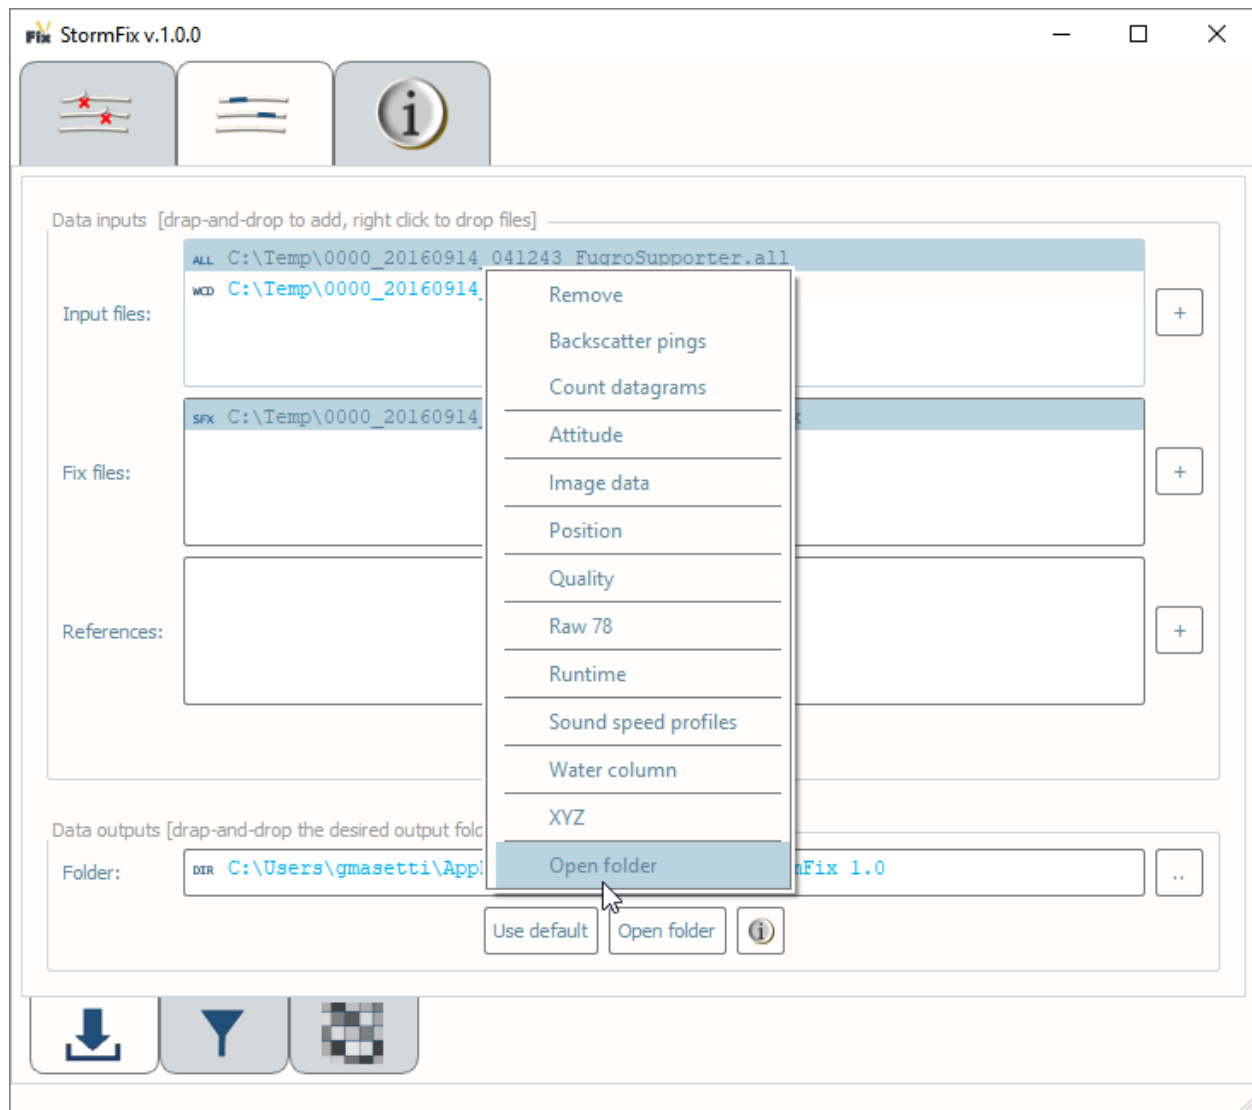 Fix StormFix v.1.0.0
Data inputs [drag-and-drop to add, right click to drop files]
Input files:
ALL C:\Temp\0000_20160914_041243_FugroSupporter.all
WCD C:\Temp\0000_20160914_
+
Fix files:
SFX C:\Temp\0000_20160914_
+
References:
+
Remove
Backscatter pings
Count datagrams
Attitude
Image data
Position
Quality
Raw 78
Runtime
Sound speed profiles
Water column
XYZ
Open folder
Data outputs [drag-and-drop the desired output fold
Folder:
DIR C:\Users\gmasetti\App
mFix 1.0
..
Use default
Open folder
i